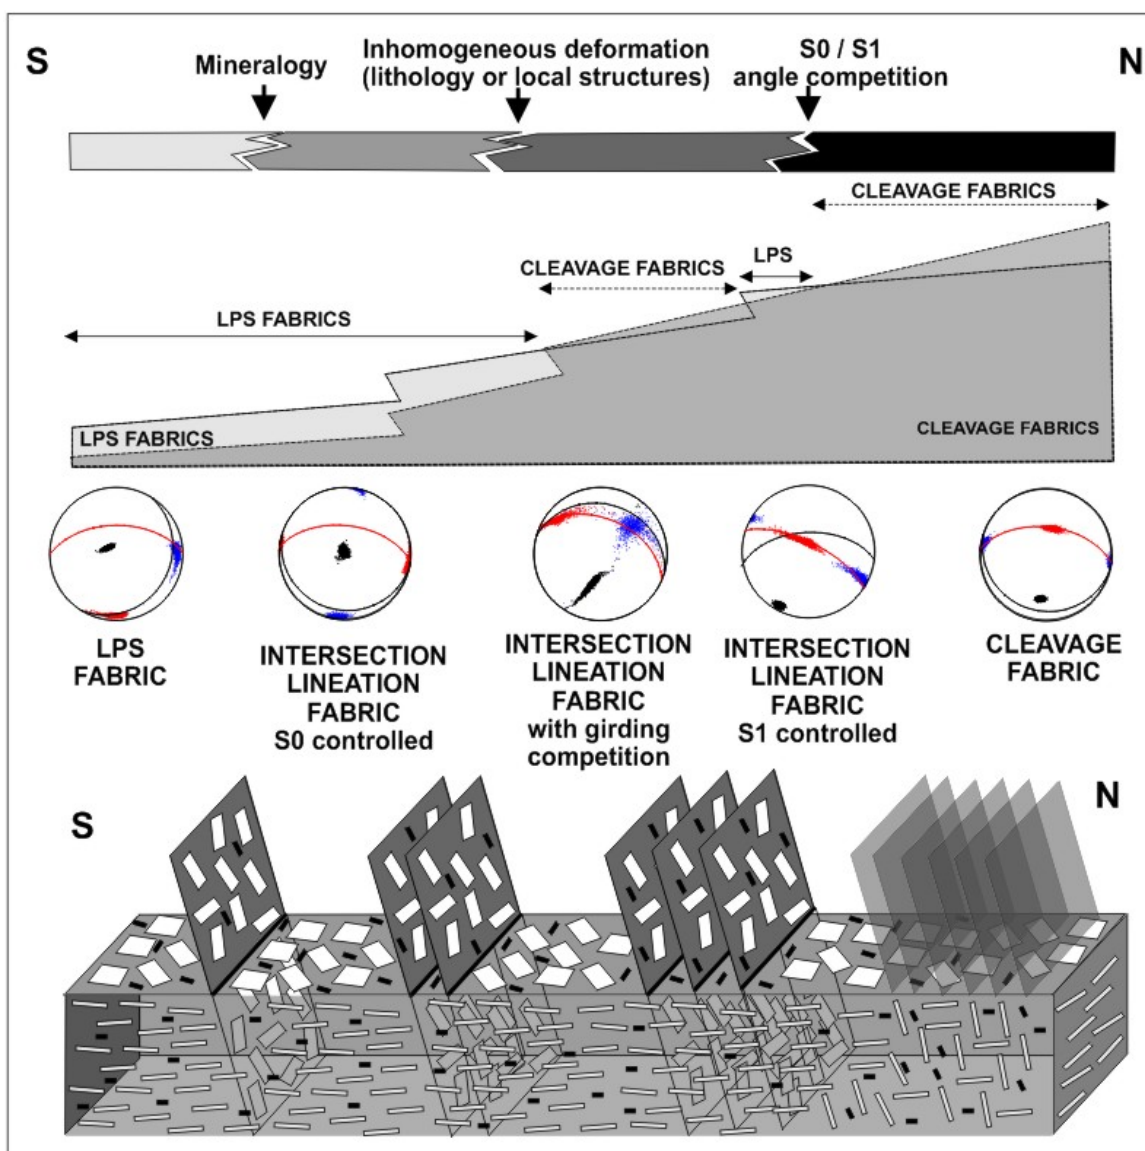 S
N
Mineralogy
Inhomogeneous deformation
(lithology or local structures)
S0 / S1
angle competition
CLEAVAGE FABRICS
CLEAVAGE FABRICS
LPS
LPS FABRICS
LPS FABRICS
CLEAVAGE FABRICS
LPS
FABRIC
INTERSECTION
LINEATION
FABRIC
S0 controlled
INTERSECTION
LINEATION
FABRIC
with girding
competition
INTERSECTION
LINEATION
FABRIC
S1 controlled
CLEAVAGE
FABRIC
S
N